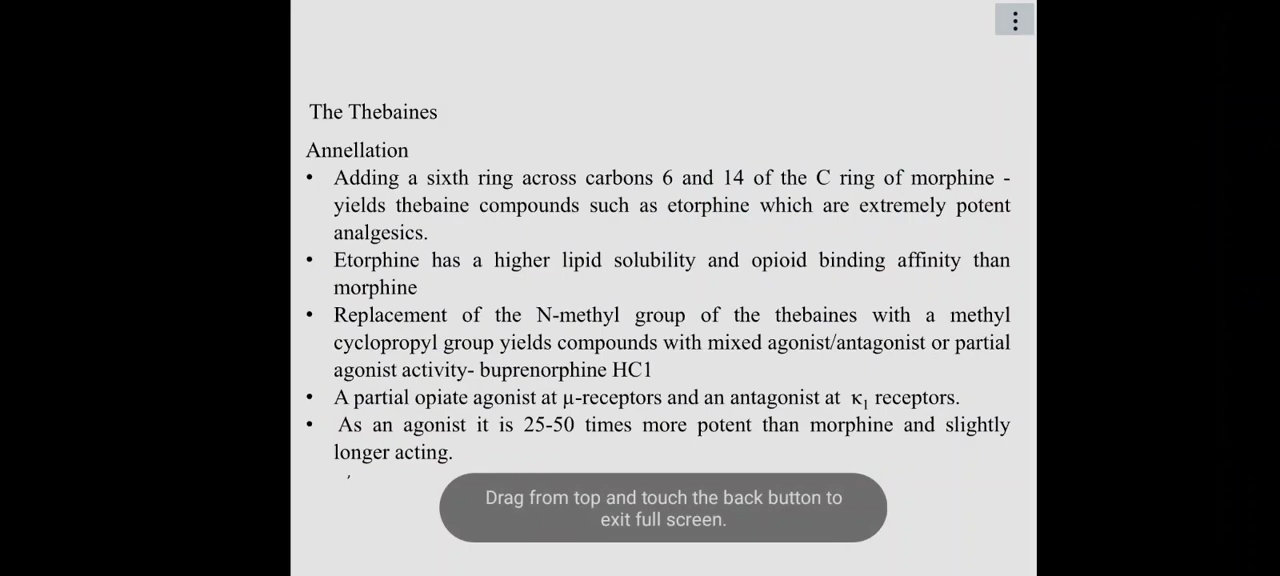 The Thebaines
Annellation
• Adding a sixth ring across carbons 6 and 14 of the C ring of morphine -
yields thebaine compounds such as etorphine which are extremely potent
analgesics.
• Etorphine has a higher lipid solubility and opioid binding affinity than
morphine
• Replacement of the N-methyl group of the thebaines with a methyl
cyclopropyl group yields compounds with mixed agonist/antagonist or partial
agonist activity- buprenorphine HC1
• A partial opiate agonist at μ-receptors and an antagonist at κ₁ receptors.
• As an agonist it is 25-50 times more potent than morphine and slightly
longer acting.
Drag from top and touch the back button to
exit full screen.